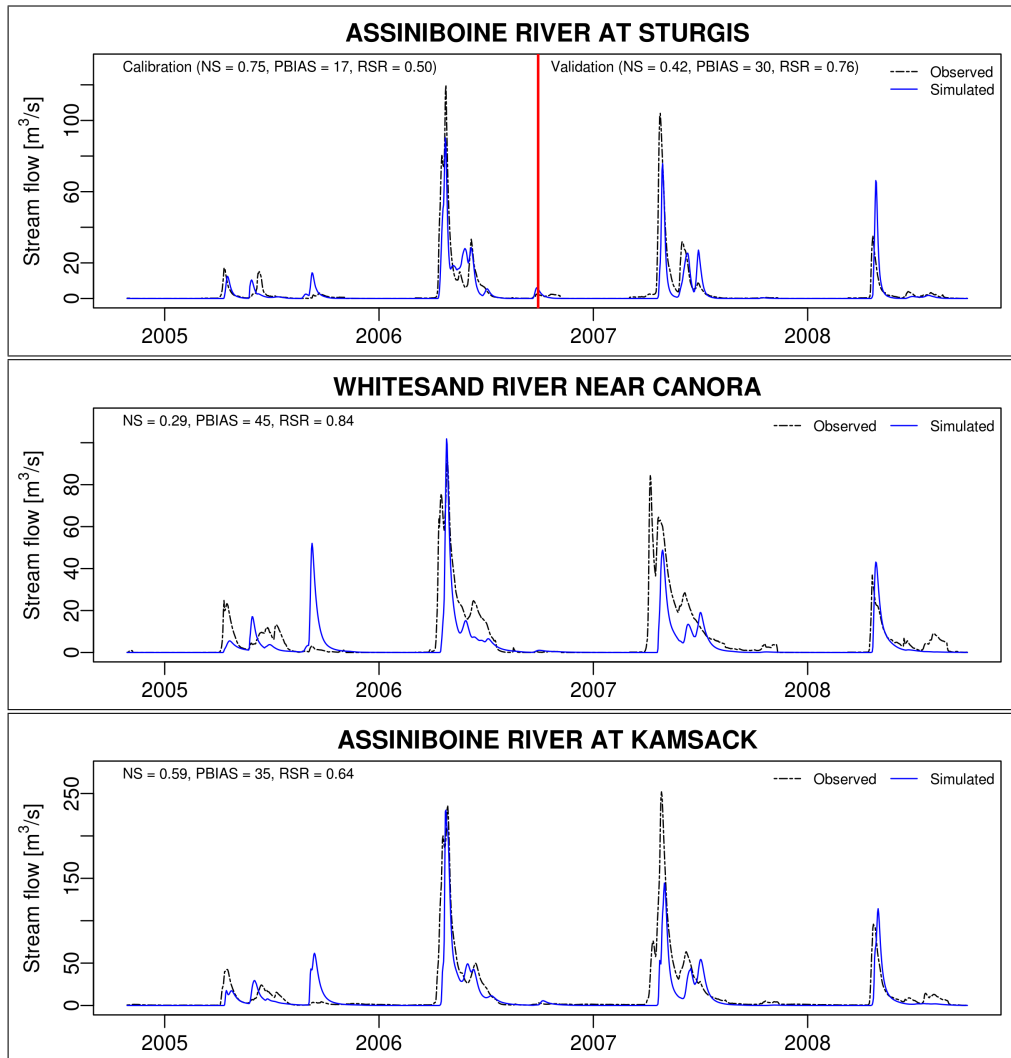 ASSINIBOINE RIVER AT STURGIS
Calibration (NS = 0.75, PBIAS = 17, RSR = 0.50)
Validation (NS = 0.42, PBIAS = 30, RSR = 0.76)
Observed
Simulated
Stream flow [m³/s]
100
60
20
0
2005 2006 2007 2008
WHITESAND RIVER NEAR CANORA
NS = 0.29, PBIAS = 45, RSR = 0.84
Observed Simulated
Stream flow [m³/s]
80
60
40
20
0
2005 2006 2007 2008
ASSINIBOINE RIVER AT KAMSACK
NS = 0.59, PBIAS = 35, RSR = 0.64
Observed Simulated
Stream flow [m³/s]
250
150
50
0
2005 2006 2007 2008